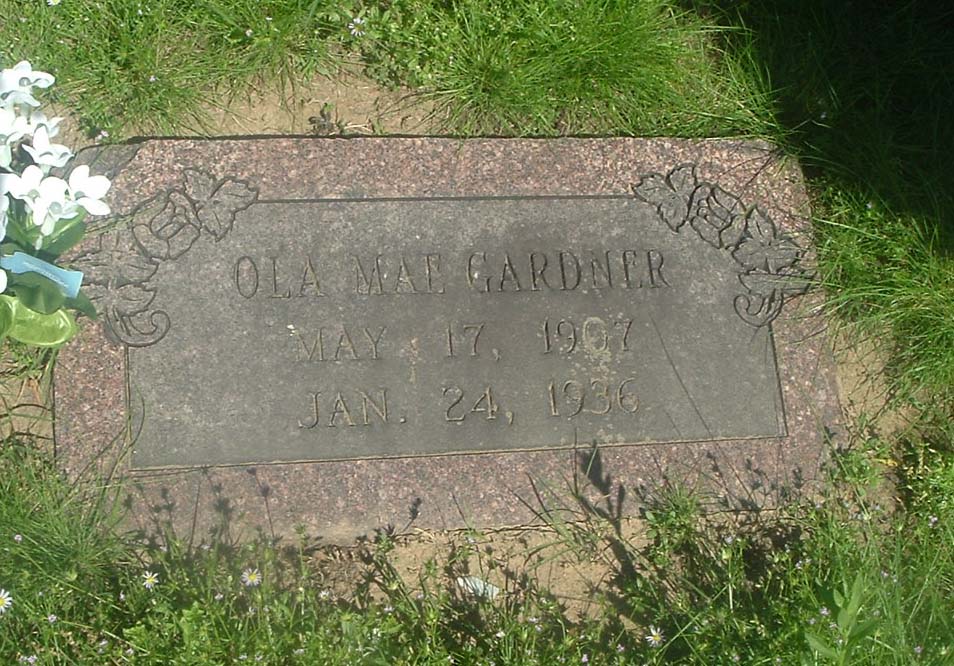 OLA MAE GARDNER
MAY 17, 1907
JAN. 24, 1936